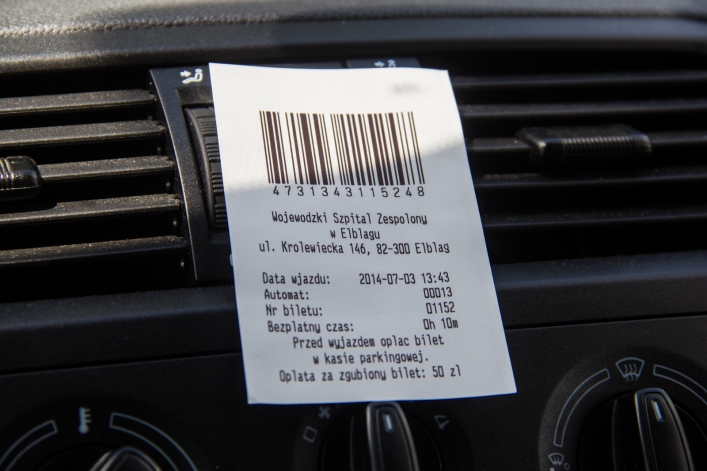 4731343115248
Wojewodzki Szpital Zespolony
w Elblagu
ul. Krolewiecka 146, 82-300 Elblag
Data wjazdu: 2014-07-03 13:43
Automat: 00013
Nr biletu: 01152
Bezplatny czas: 0h 10m
Przed wyjazdem oplac bilet
w kasie parkingowej.
Oplata za zgubiony bilet: 50 zl